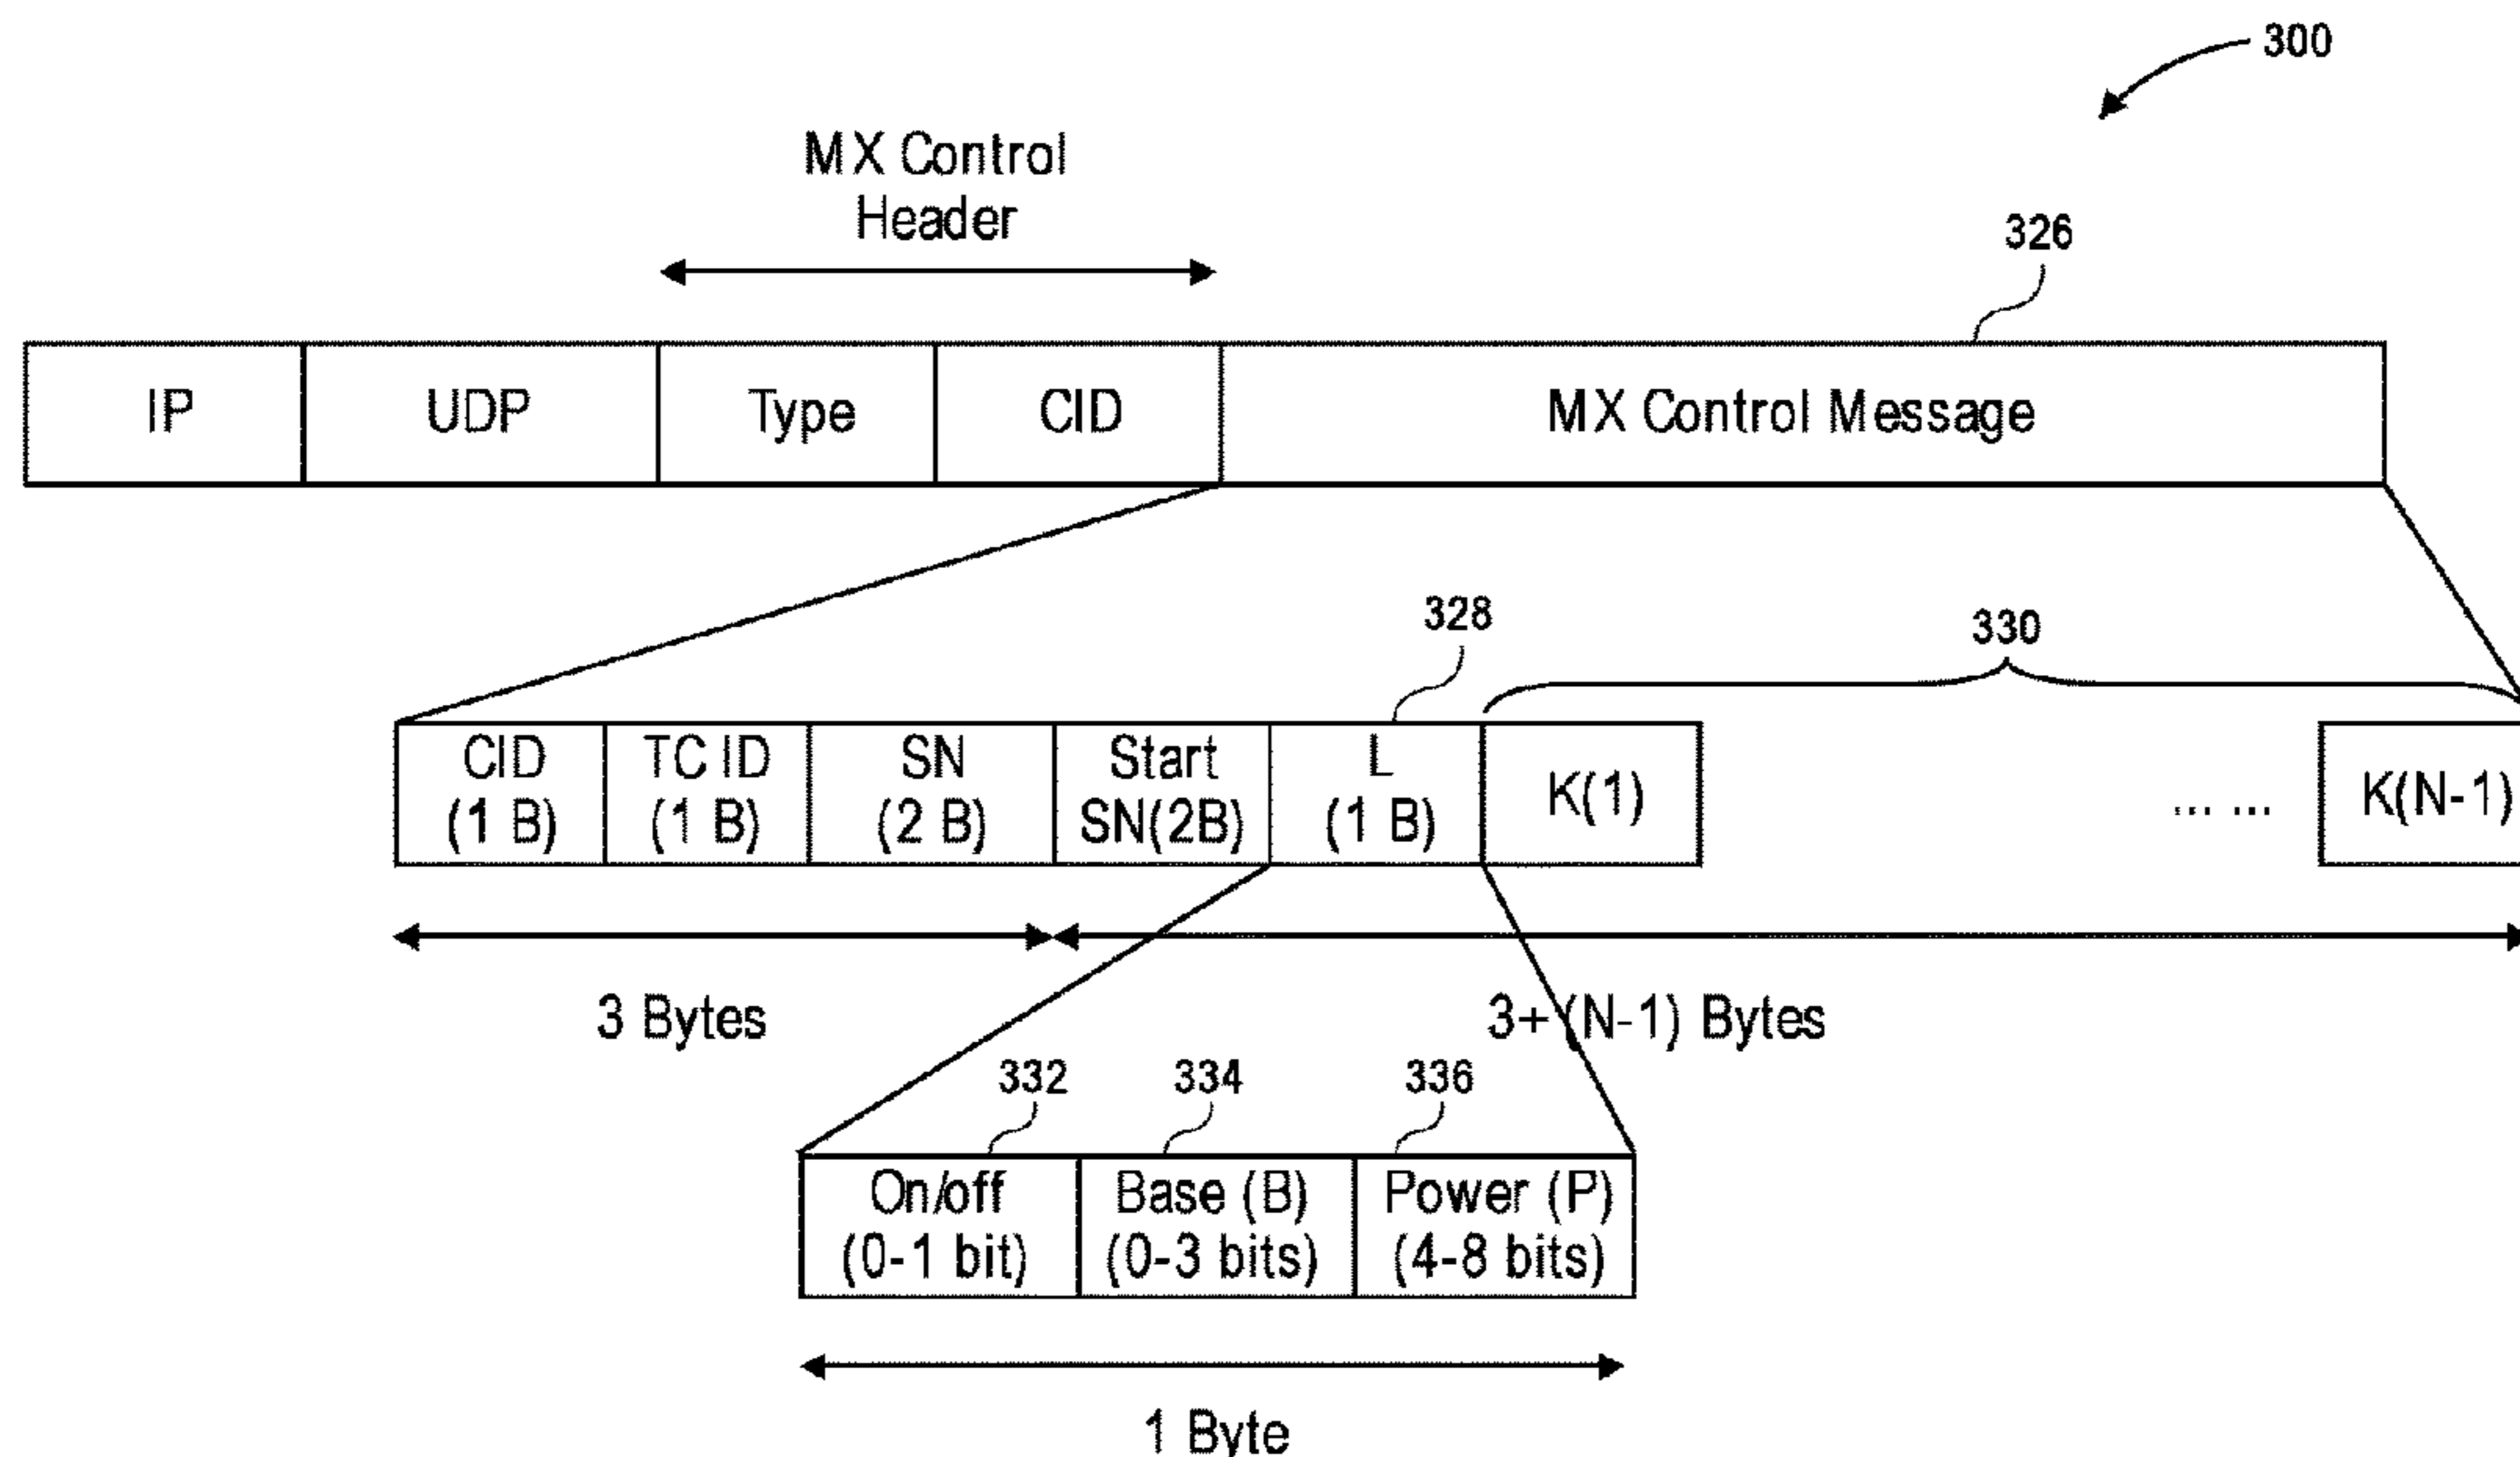 300
MX Control
Header
326
IP UDP Type CID MX Control Message
328 330
CID TC ID SN Start L K(1) ... ... K(N-1)
(1 B) (1 B) (2 B) SN(2B) (1 B)
3 Bytes 3+ (N-1) Bytes
332 334 336
On/off Base (B) Power (P)
(0-1 bit) (0-3 bits) (4-8 bits)
1 Byte